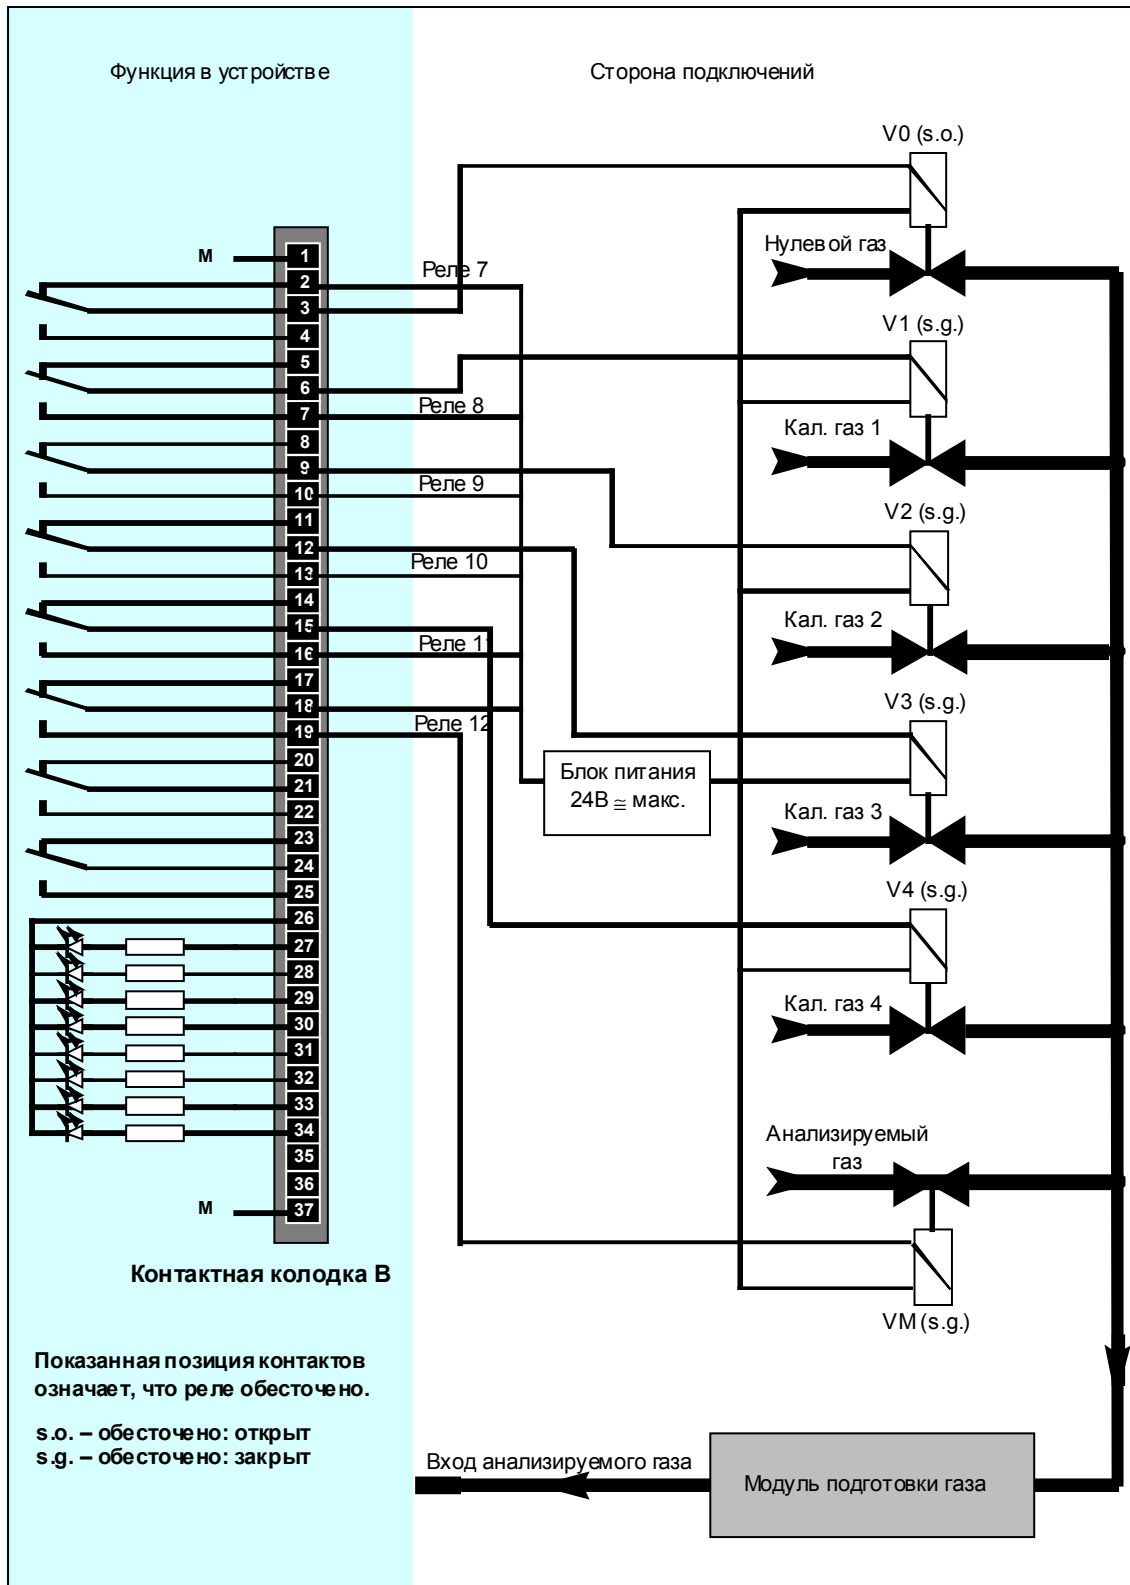 Функция в устройстве
Сторона подключений
V0 (s.o.)
Нулевой газ
V1 (s.g.)
Кал. газ 1
V2 (s.g.)
Кал. газ 2
V3 (s.g.)
Кал. газ 3
V4 (s.g.)
Кал. газ 4
Анализируемый
газ
VM (s.g.)
M
1
2
3
4
5
6
7
8
9
10
11
12
13
14
15
16
17
18
19
20
21
22
23
24
25
26
27
28
29
30
31
32
33
34
35
36
37
M
Реле 7
Реле 8
Реле 9
Реле 10
Реле 11
Реле 12
Блок питания
24В ≅ макс.
Контактная колодка В
Показанная позиция контактов
означает, что реле обесточено.
s.o. – обесточено: открыт
s.g. – обесточено: закрыт
Вход анализируемого газа
Модуль подготовки газа